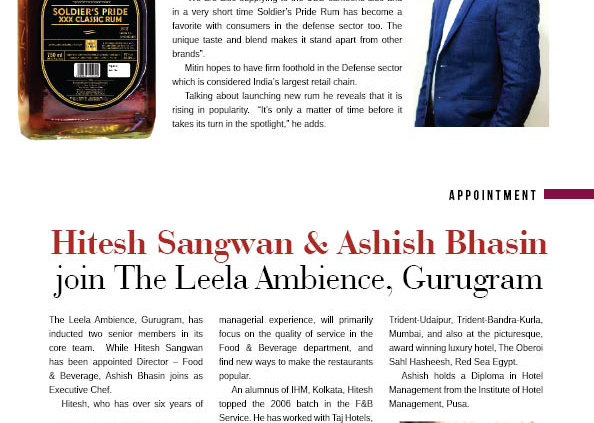 SOLDIER'S PRIDE
XXX CLASSIC RUM
750 ml
in a very short time Soldier's Pride Rum has become a
favorite with consumers in the defense sector too. The
unique taste and blend makes it stand apart from other
brands".
Mitin hopes to have firm foothold in the Defense sector
which is considered India's largest retail chain.
Talking about launching new rum he reveals that it is
rising in popularity. "It's only a matter of time before it
takes its turn in the spotlight," he adds.
APPOINTMENT
Hitesh Sangwan & Ashish Bhasin
join The Leela Ambience, Gurugram
The Leela Ambience, Gurugram, has
inducted two senior members in its
core team. While Hitesh Sangwan
has been appointed Director – Food
& Beverage, Ashish Bhasin joins as
Executive Chef.
Hitesh, who has over six years of
managerial experience, will primarily
focus on the quality of service in the
Food & Beverage department, and
find new ways to make the restaurants
popular.
An alumnus of IHM, Kolkata, Hitesh
topped the 2006 batch in the F&B
Service. He has worked with Taj Hotels,
Trident-Udaipur, Trident-Bandra-Kurla,
Mumbai, and also at the picturesque,
award winning luxury hotel, The Oberoi
Sahl Hasheesh, Red Sea Egypt.
Ashish holds a Diploma in Hotel
Management from the Institute of Hotel
Management, Pusa.